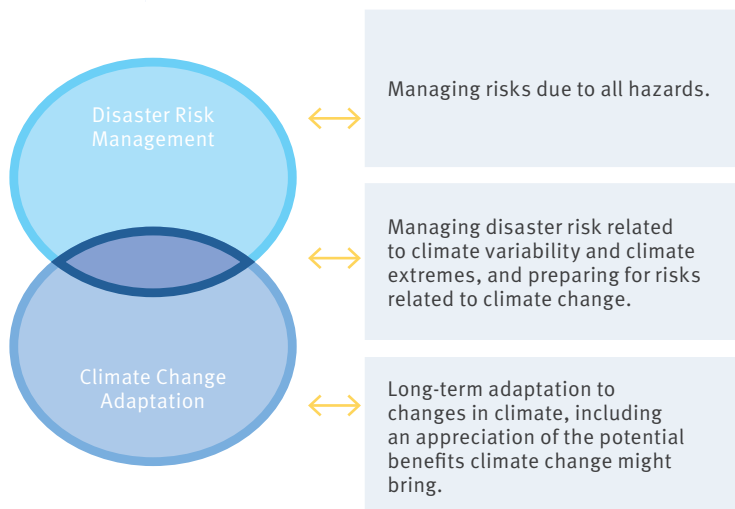 Disaster Risk
Management
Managing risks due to all hazards.
Managing disaster risk related
to climate variability and climate
extremes, and preparing for risks
related to climate change.
Climate Change
Adaptation
Long-term adaptation to
changes in climate, including
an appreciation of the potential
benefits climate change might
bring.